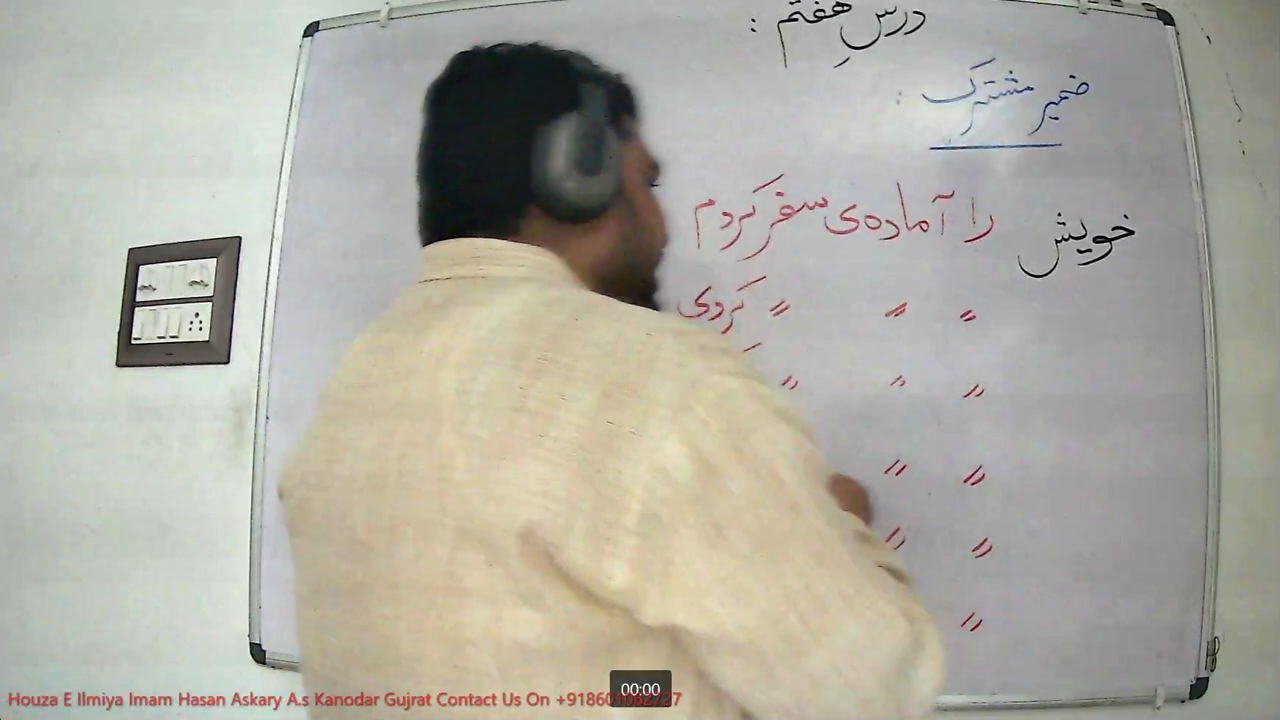 درسِ هفتم :
ضمیر مشترک :
خویش را آماده‌ی سفر کردم
〃 〃 〃 کردی
〃 〃 〃
〃 〃
〃 〃
〃
00:00
Houza E Ilmiya Imam Hasan Askary A.s Kanodar Gujrat Contact Us On